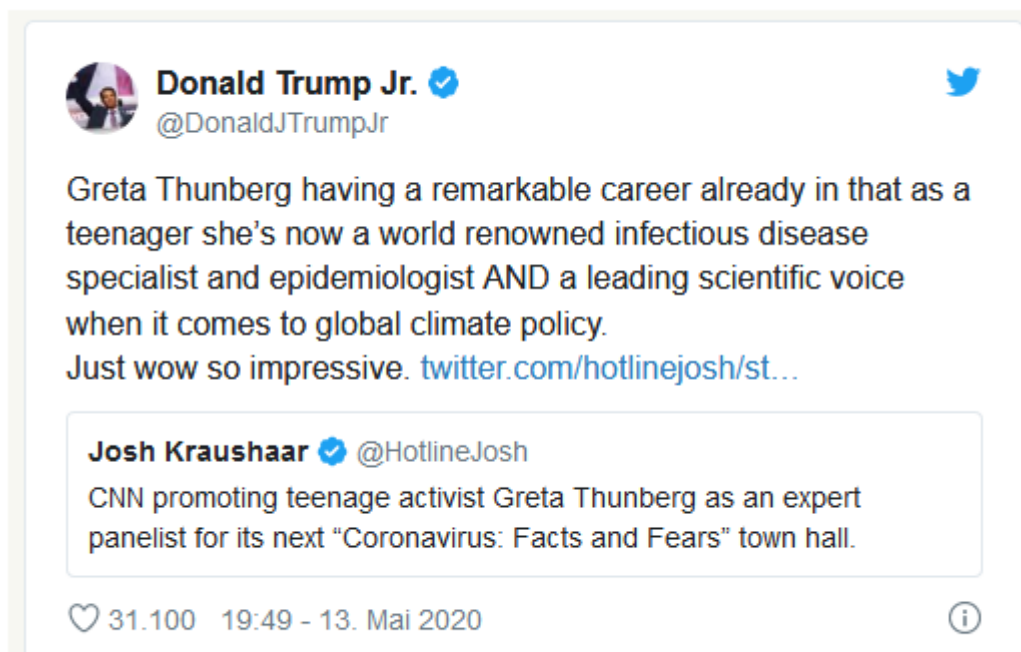 Donald Trump Jr.
@DonaldJTrumpJr
Greta Thunberg having a remarkable career already in that as a
teenager she’s now a world renowned infectious disease
specialist and epidemiologist AND a leading scientific voice
when it comes to global climate policy.
Just wow so impressive. twitter.com/hotlinejosh/st…
Josh Kraushaar @HotlineJosh
CNN promoting teenage activist Greta Thunberg as an expert
panelist for its next “Coronavirus: Facts and Fears” town hall.
31.100 19:49 - 13. Mai 2020